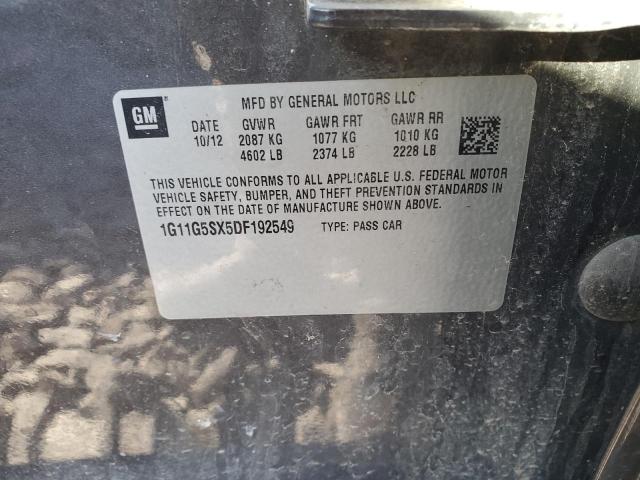 GM
MFD BY GENERAL MOTORS LLC
DATE GVWR GAWR FRT GAWR RR
10/12 2087 KG 1077 KG 1010 KG
4602 LB 2374 LB 2228 LB
THIS VEHICLE CONFORMS TO ALL APPLICABLE U.S. FEDERAL MOTOR
VEHICLE SAFETY, BUMPER, AND THEFT PREVENTION STANDARDS IN
EFFECT ON THE DATE OF MANUFACTURE SHOWN ABOVE.
1G11G5SX5DF192549 TYPE: PASS CAR